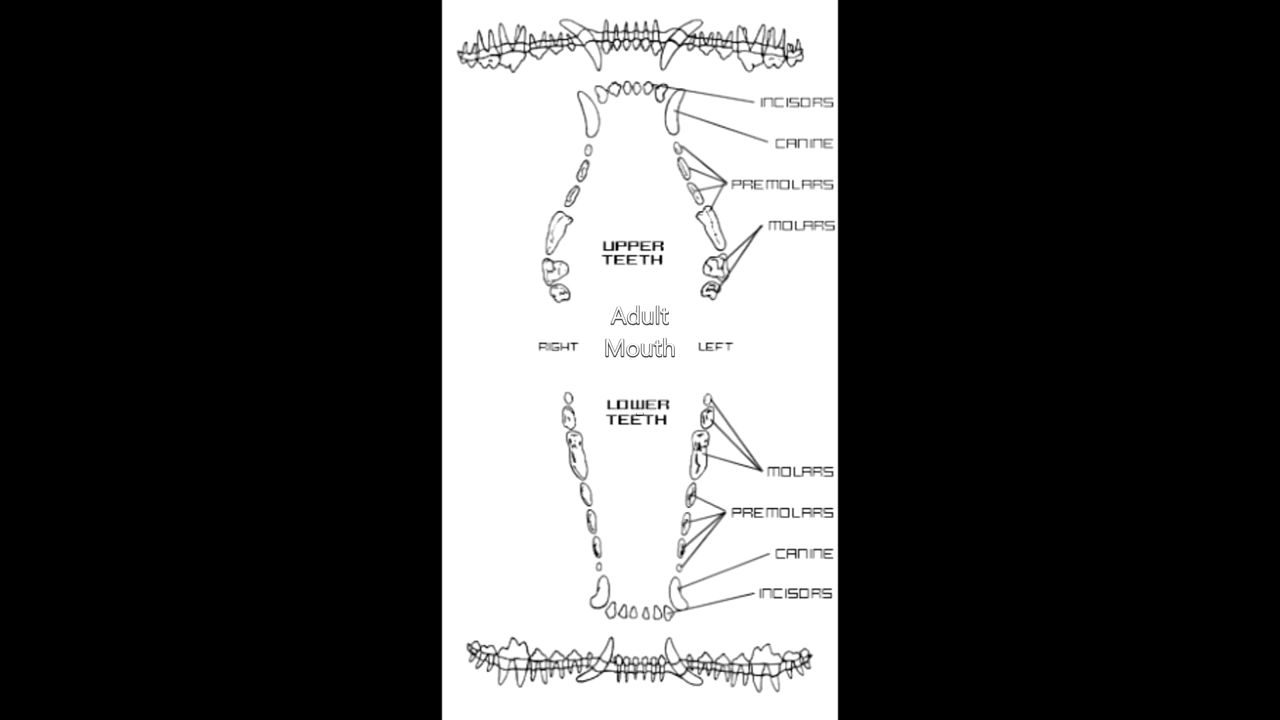 INCISORS
CANINE
PREMOLARS
MOLARS
UPPER
TEETH
Adult
Mouth
RIGHT
LEFT
LOWER
TEETH
MOLARS
PREMOLARS
CANINE
INCISORS